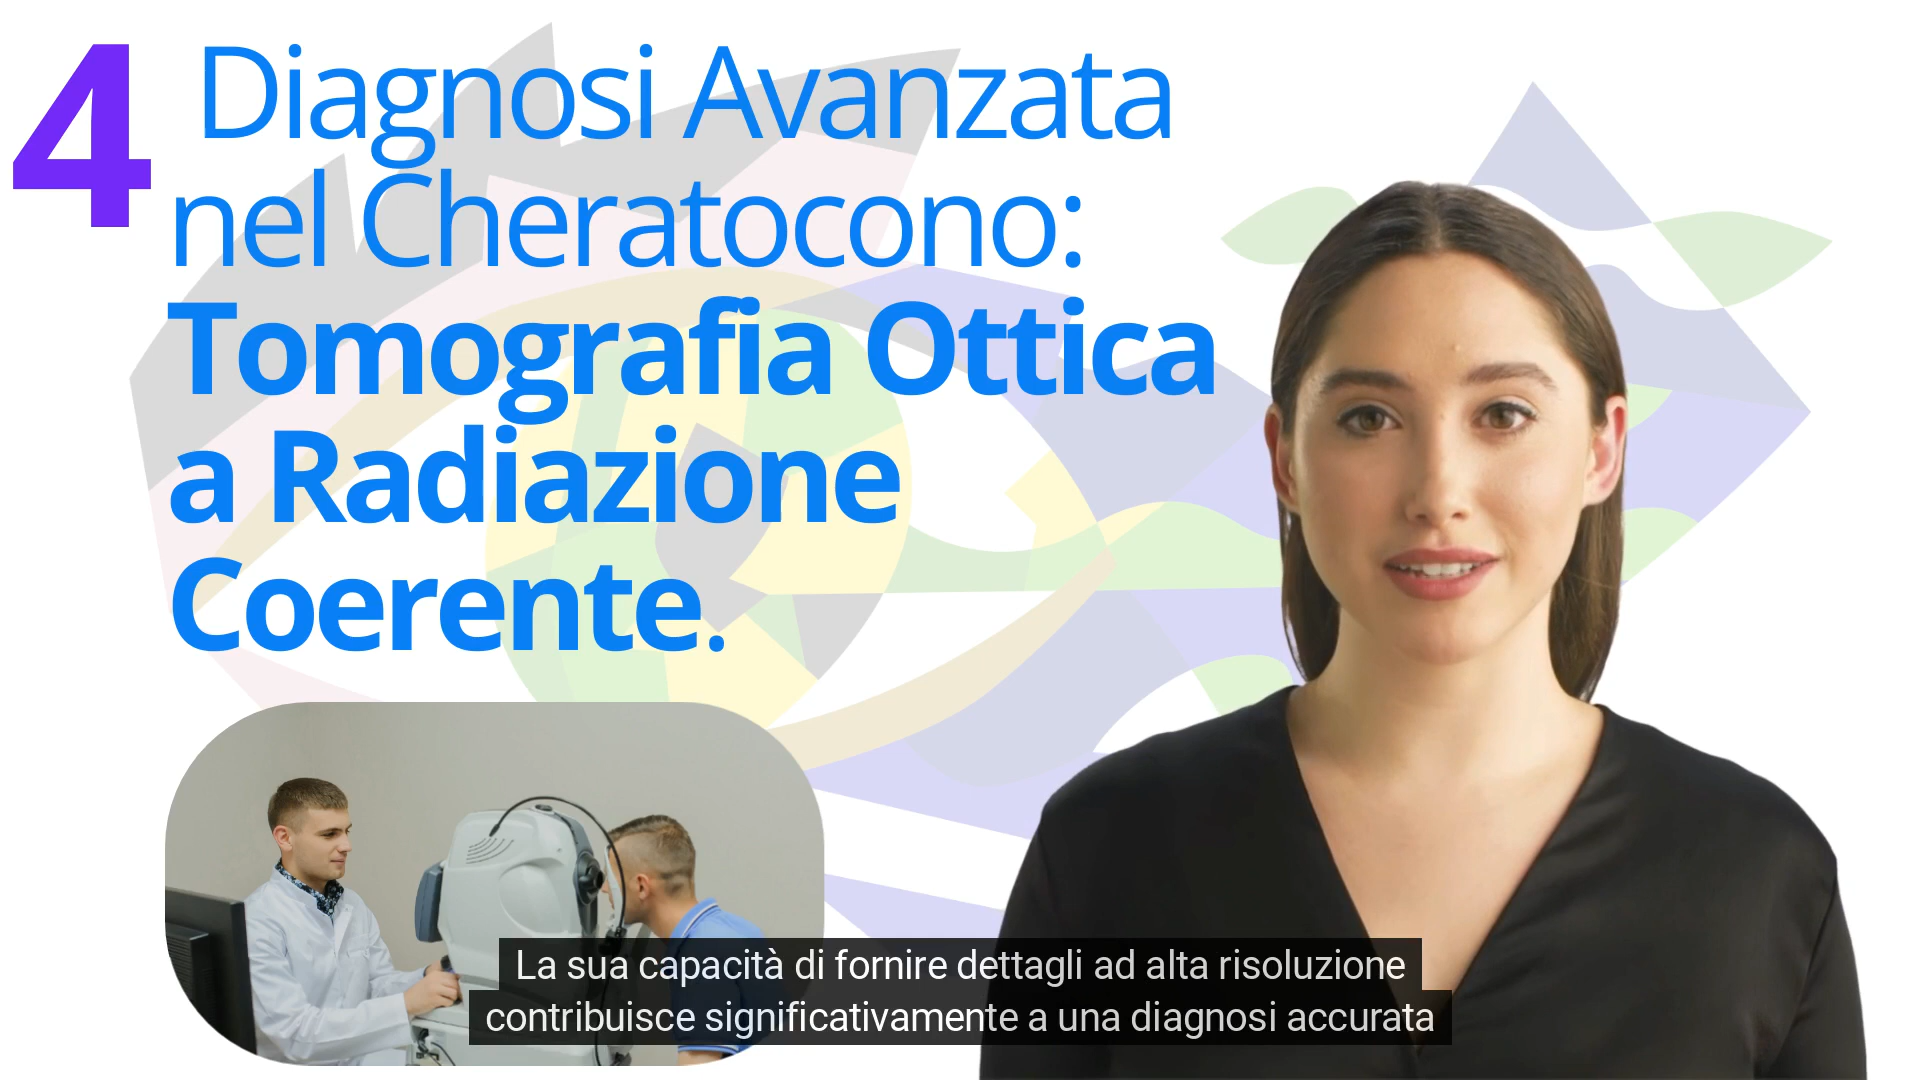 4
Diagnosi Avanzata
nel Cheratocono:
Tomografia Ottica
a Radiazione
Coerente.
La sua capacità di fornire dettagli ad alta risoluzione
contribuisce significativamente a una diagnosi accurata